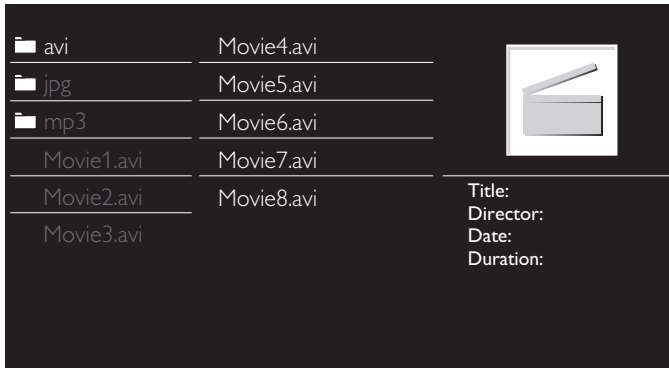 avi
jpg
mp3
Movie1.avi
Movie2.avi
Movie3.avi
Movie4.avi
Movie5.avi
Movie6.avi
Movie7.avi
Movie8.avi
Title:
Director:
Date:
Duration: